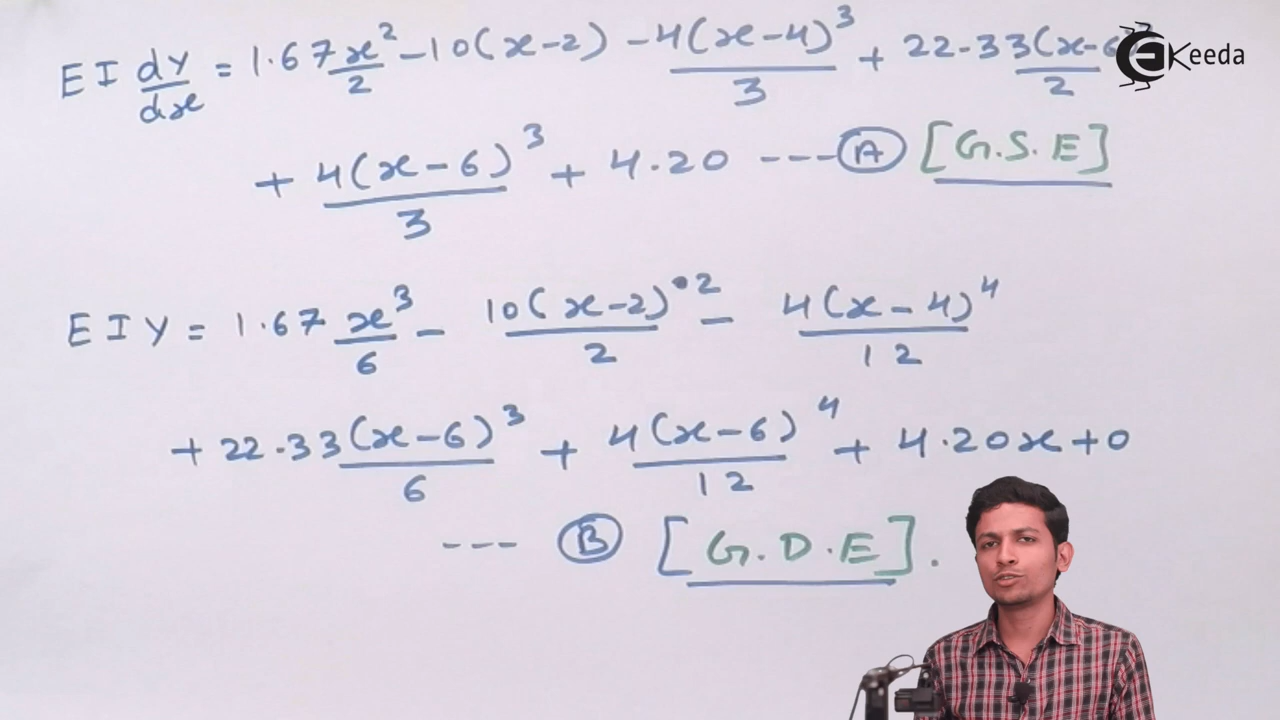 EI dy/dx = 1.67 x²/2 - 10(x-2) - 4(x-4)³/3 + 22.33(x-6)/2
+ 4(x-6)³/3 + 4.20 ---- Ⓐ [G.S.E]
EIY = 1.67 x³/6 - 10(x-2)²/2 - 4(x-4)⁴/12
+ 22.33(x-6)³/6 + 4(x-6)⁴/12 + 4.20x + 0
--- Ⓑ [G.D.E].
EKeeda